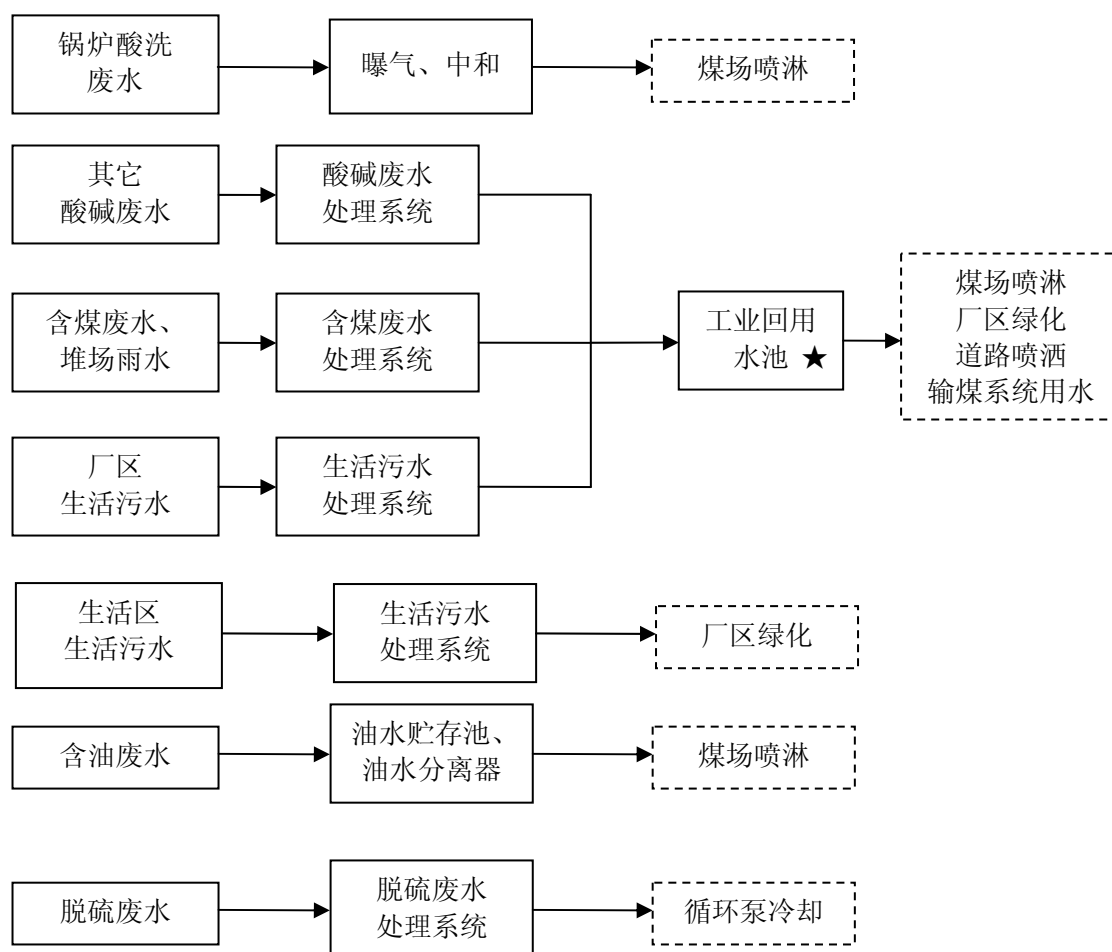 锅炉酸洗
废水
曝气、中和
煤场喷淋
其它
酸碱废水
酸碱废水
处理系统
含煤废水、
堆场雨水
含煤废水
处理系统
厂区
生活污水
生活污水
处理系统
工业回用
水池 ★
煤场喷淋
厂区绿化
道路喷洒
输煤系统用水
生活区
生活污水
生活污水
处理系统
厂区绿化
含油废水
油水贮存池、
油水分离器
煤场喷淋
脱硫废水
脱硫废水
处理系统
循环泵冷却